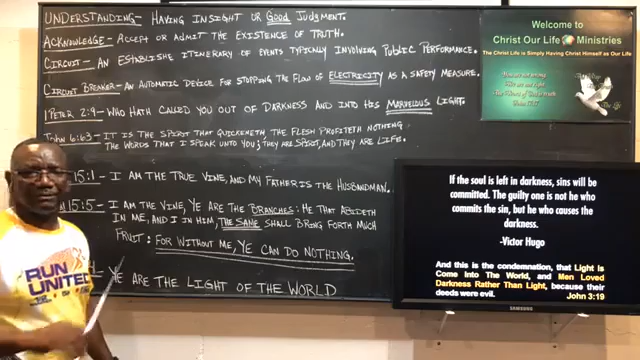 UNDERSTANDING- HAVING INSIGHT OR GOOD JUDGMENT.
ACKNOWLEDGE- ACCEPT OR ADMIT THE EXISTENCE OF TRUTH.
CIRCUIT- AN ESTABLISHE ITINERARY OF EVENTS TYPICALLY INVOLVING PUBLIC PERFORMANCE.
CIRCUIT BREAKER- AN AUTOMATIC DEVICE FOR STOPPING THE FLOW OF ELECTRICITY AS A SAFETY MEASURE.
1 PETER 2:9- WHO HATH CALLED YOU OUT OF DARKNESS AND INTO HIS MARVELOUS LIGHT.
JOHN 6:63- IT IS THE SPIRIT THAT QUICKENETH THE FLESH PROFITETH NOTHING:
THE WORDS THAT I SPEAK UNTO YOU; THEY ARE SPIRIT, AND THEY ARE LIFE.
15:1- I AM THE TRUE VINE, AND MY FATHER IS THE HUSBANDMAN.
15:5- I AM THE VINE, YE ARE THE BRANCHES: HE THAT ABIDETH
IN ME, AND I IN HIM, THE SAME SHALL BRING FORTH MUCH
FRUIT: FOR WITHOUT ME, YE CAN DO NOTHING.
YE ARE THE LIGHT OF THE WORLD
Welcome to
Christ Our Life Ministries
The Christ Life is Simply Having Christ Himself as Our Life
If the soul is left in darkness, sins will be
committed. The guilty one is not he who
commits the sin, but he who causes the
darkness.
-Victor Hugo
And this is the condemnation, that Light is
Come Into The World, and Men Loved
Darkness Rather Than Light, because their
deeds were evil. John 3:19
SAMSUNG
RUN
UNITED